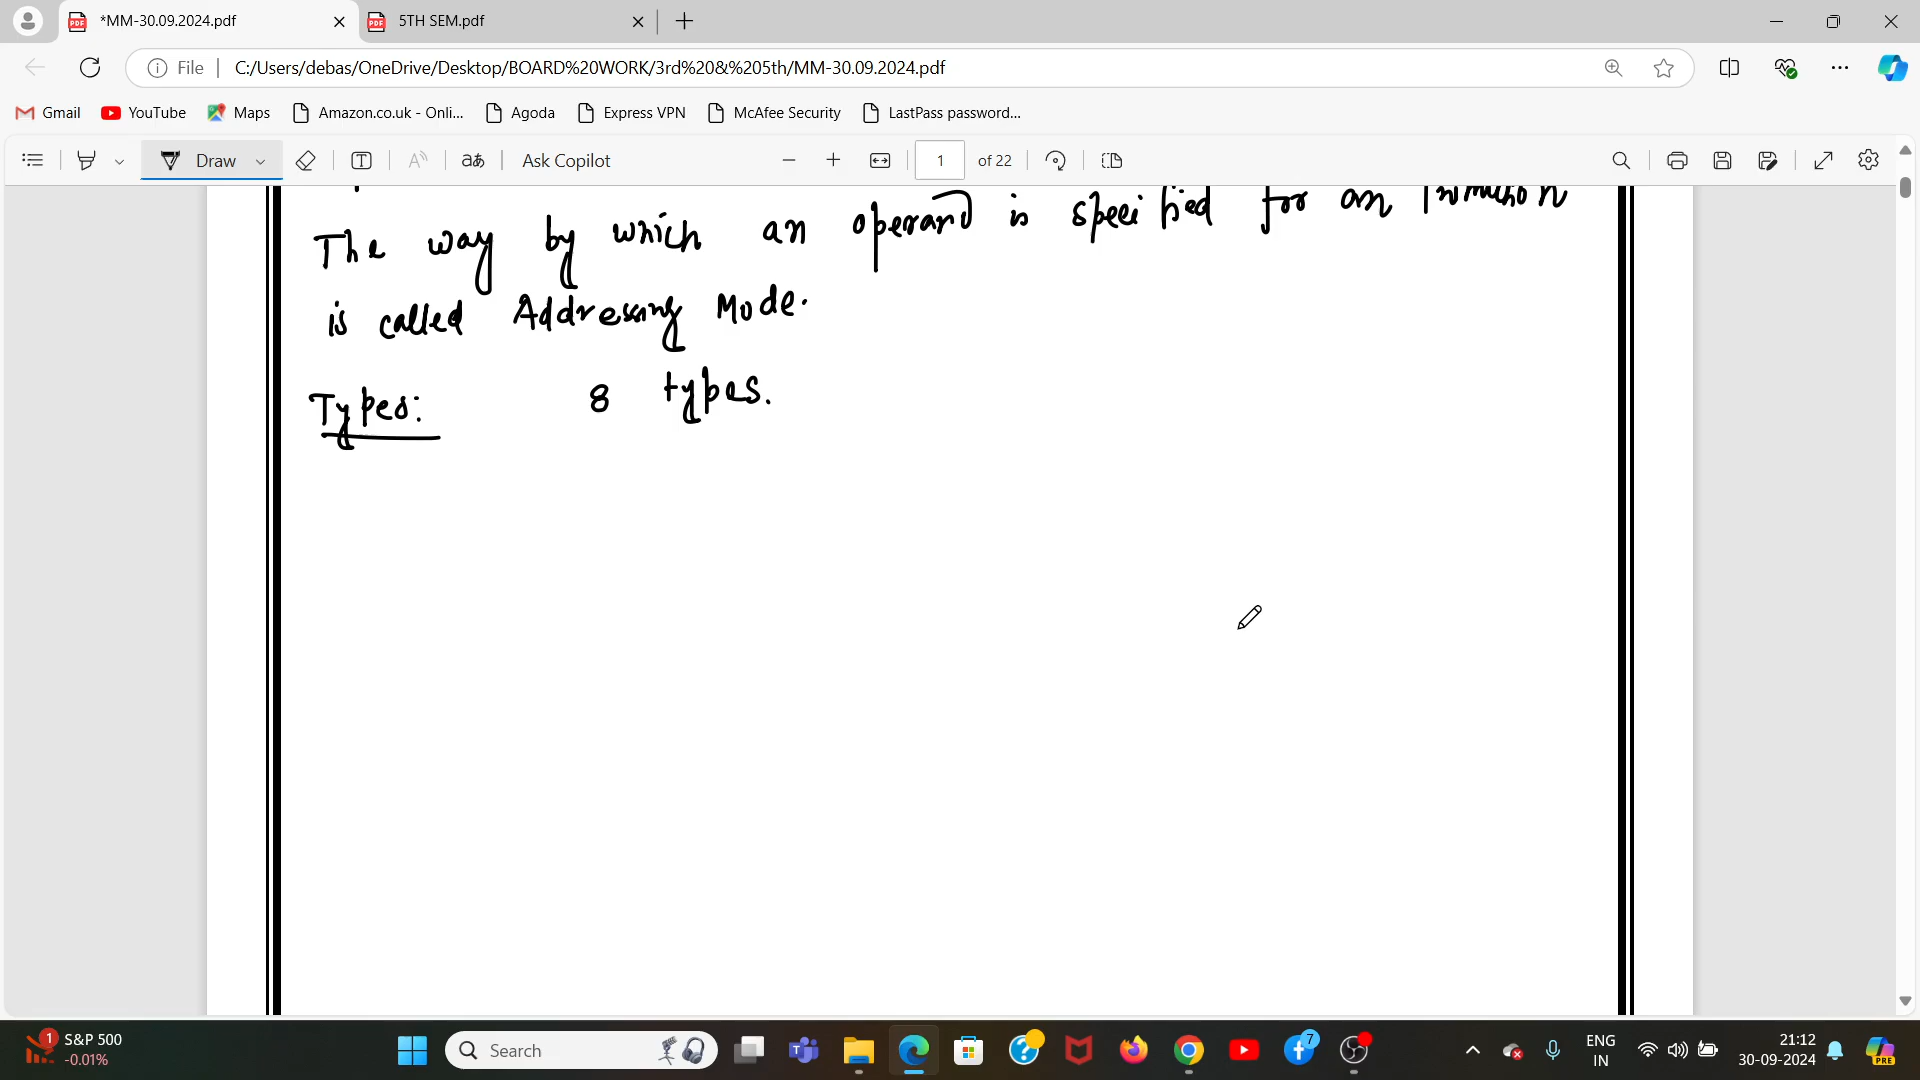 *MM-30.09.2024.pdf
5TH SEM.pdf
File
C:/Users/debas/OneDrive/Desktop/BOARD%20WORK/3rd%20&%205th/MM-30.09.2024.pdf
Gmail
YouTube
Maps
Amazon.co.uk - Onli...
Agoda
Express VPN
McAfee Security
LastPass password...
Draw
Ask Copilot
1
of 22
The way by which an operand is specified for an
is called Addressing Mode.
Types: 8 types.
1
S&P 500
-0.01%
Search
7
ENG
IN
21:12
30-09-2024
PRE